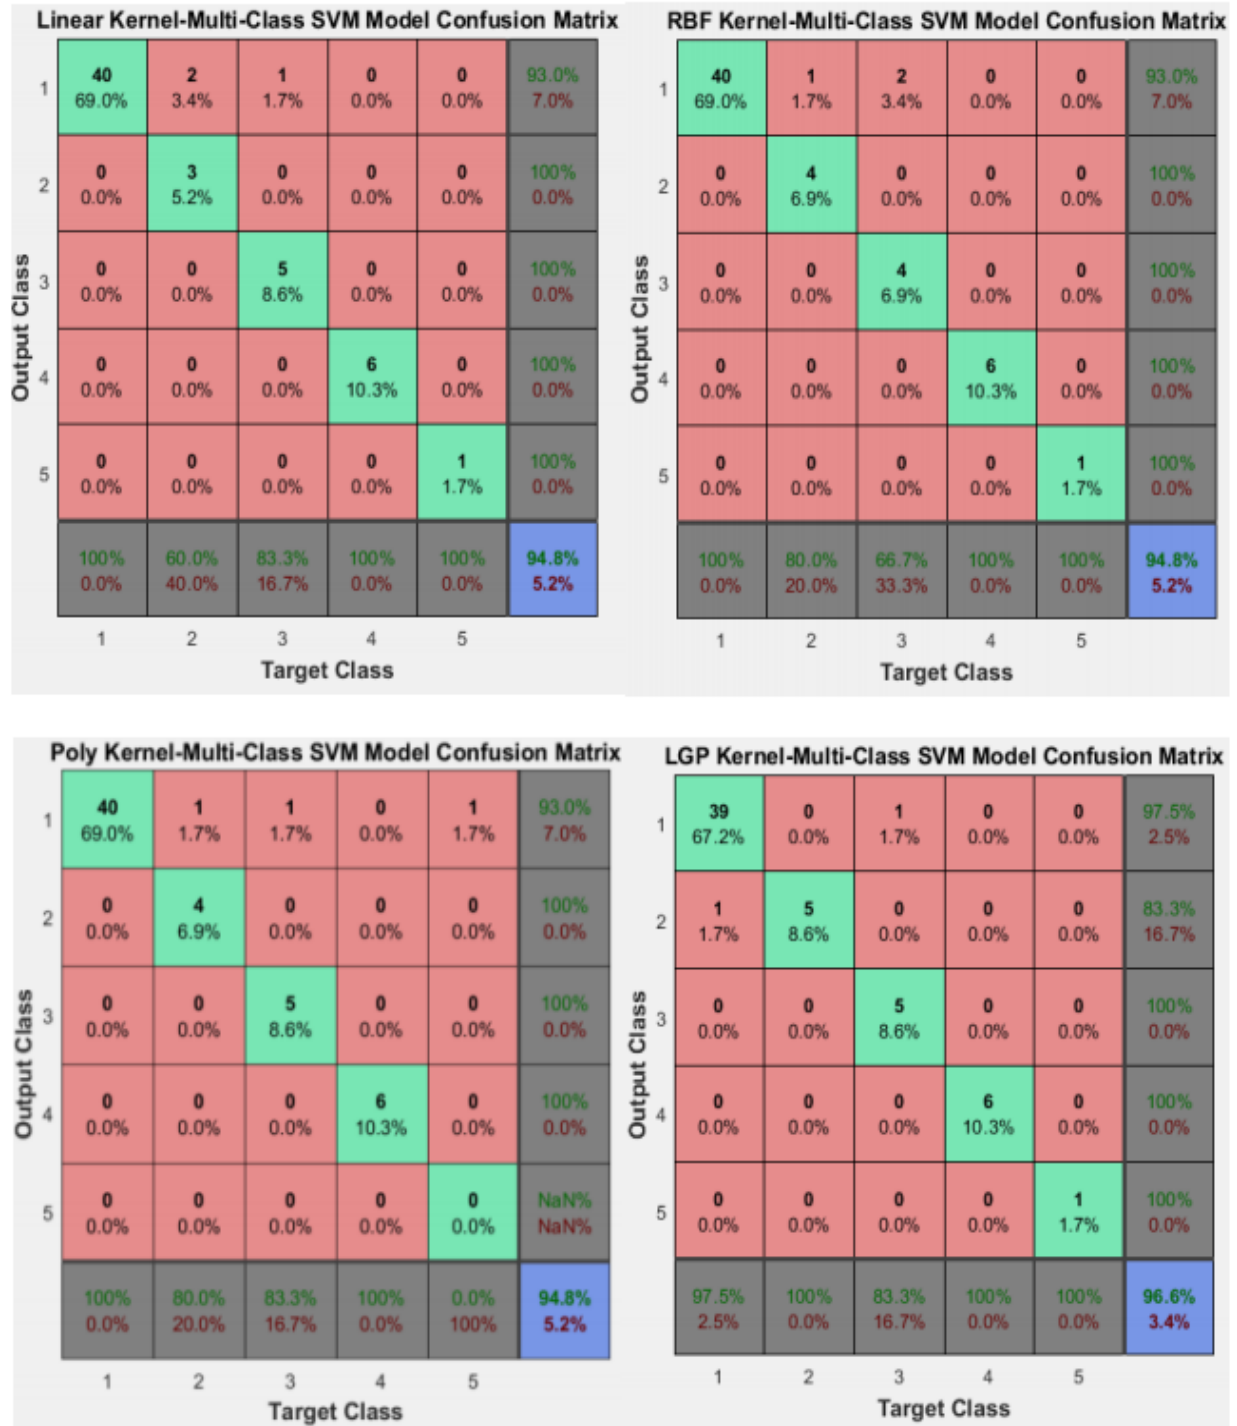 Linear Kernel-Multi-Class SVM Model Confusion Matrix
40 2 1 0 0 93.0%
1
69.0% 3.4% 1.7% 0.0% 0.0% 7.0%
0 3 0 0 0 100%
2
0.0% 5.2% 0.0% 0.0% 0.0% 0.0%
0 0 5 0 0 100%
3
0.0% 0.0% 8.6% 0.0% 0.0% 0.0%
0 0 0 6 0 100%
4
0.0% 0.0% 0.0% 10.3% 0.0% 0.0%
0 0 0 0 1 100%
5
0.0% 0.0% 0.0% 0.0% 1.7% 0.0%
100% 60.0% 83.3% 100% 100% 94.8%
0.0% 40.0% 16.7% 0.0% 0.0% 5.2%
1 2 3 4 5
Output Class
Target Class
RBF Kernel-Multi-Class SVM Model Confusion Matrix
40 1 2 0 0 93.0%
1
69.0% 1.7% 3.4% 0.0% 0.0% 7.0%
0 4 0 0 0 100%
2
0.0% 6.9% 0.0% 0.0% 0.0% 0.0%
0 0 4 0 0 100%
3
0.0% 0.0% 6.9% 0.0% 0.0% 0.0%
0 0 0 6 0 100%
4
0.0% 0.0% 0.0% 10.3% 0.0% 0.0%
0 0 0 0 1 100%
5
0.0% 0.0% 0.0% 0.0% 1.7% 0.0%
100% 80.0% 66.7% 100% 100% 94.8%
0.0% 20.0% 33.3% 0.0% 0.0% 5.2%
1 2 3 4 5
Output Class
Target Class
Poly Kernel-Multi-Class SVM Model Confusion Matrix
40 1 1 0 1 93.0%
1
69.0% 1.7% 1.7% 0.0% 1.7% 7.0%
0 4 0 0 0 100%
2
0.0% 6.9% 0.0% 0.0% 0.0% 0.0%
0 0 5 0 0 100%
3
0.0% 0.0% 8.6% 0.0% 0.0% 0.0%
0 0 0 6 0 100%
4
0.0% 0.0% 0.0% 10.3% 0.0% 0.0%
0 0 0 0 0 NaN%
5
0.0% 0.0% 0.0% 0.0% 0.0% NaN%
100% 80.0% 83.3% 100% 0.0% 94.8%
0.0% 20.0% 16.7% 0.0% 100% 5.2%
1 2 3 4 5
Output Class
Target Class
LGP Kernel-Multi-Class SVM Model Confusion Matrix
39 0 1 0 0 97.5%
1
67.2% 0.0% 1.7% 0.0% 0.0% 2.5%
1 5 0 0 0 83.3%
2
1.7% 8.6% 0.0% 0.0% 0.0% 16.7%
0 0 5 0 0 100%
3
0.0% 0.0% 8.6% 0.0% 0.0% 0.0%
0 0 0 6 0 100%
4
0.0% 0.0% 0.0% 10.3% 0.0% 0.0%
0 0 0 0 1 100%
5
0.0% 0.0% 0.0% 0.0% 1.7% 0.0%
97.5% 100% 83.3% 100% 100% 96.6%
2.5% 0.0% 16.7% 0.0% 0.0% 3.4%
1 2 3 4 5
Output Class
Target Class